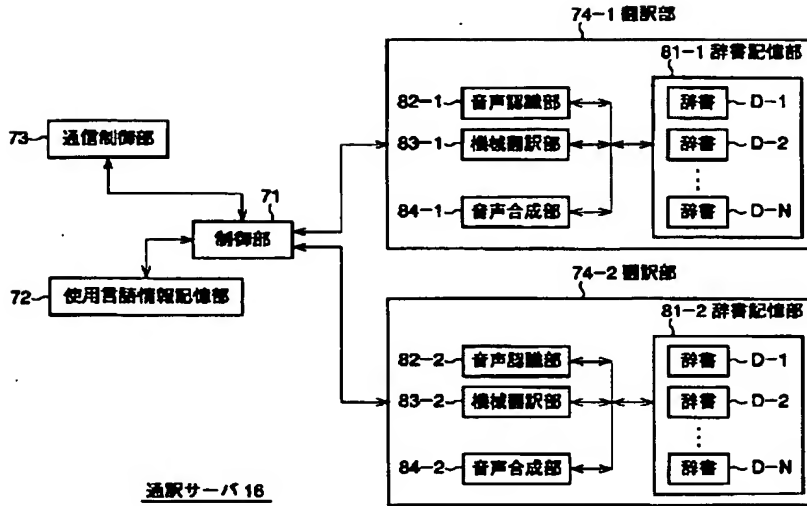 74-1 翻訳部
81-1 辞書記憶部
82-1 音声認識部
辞書 D-1
73 通信制御部
83-1 機械翻訳部
辞書 D-2
71
制御部
84-1 音声合成部
辞書 D-N
72 使用言語情報記憶部
74-2 翻訳部
81-2 辞書記憶部
82-2 音声認識部
辞書 D-1
83-2 機械翻訳部
辞書 D-2
84-2 音声合成部
辞書 D-N
通訳サーバ16